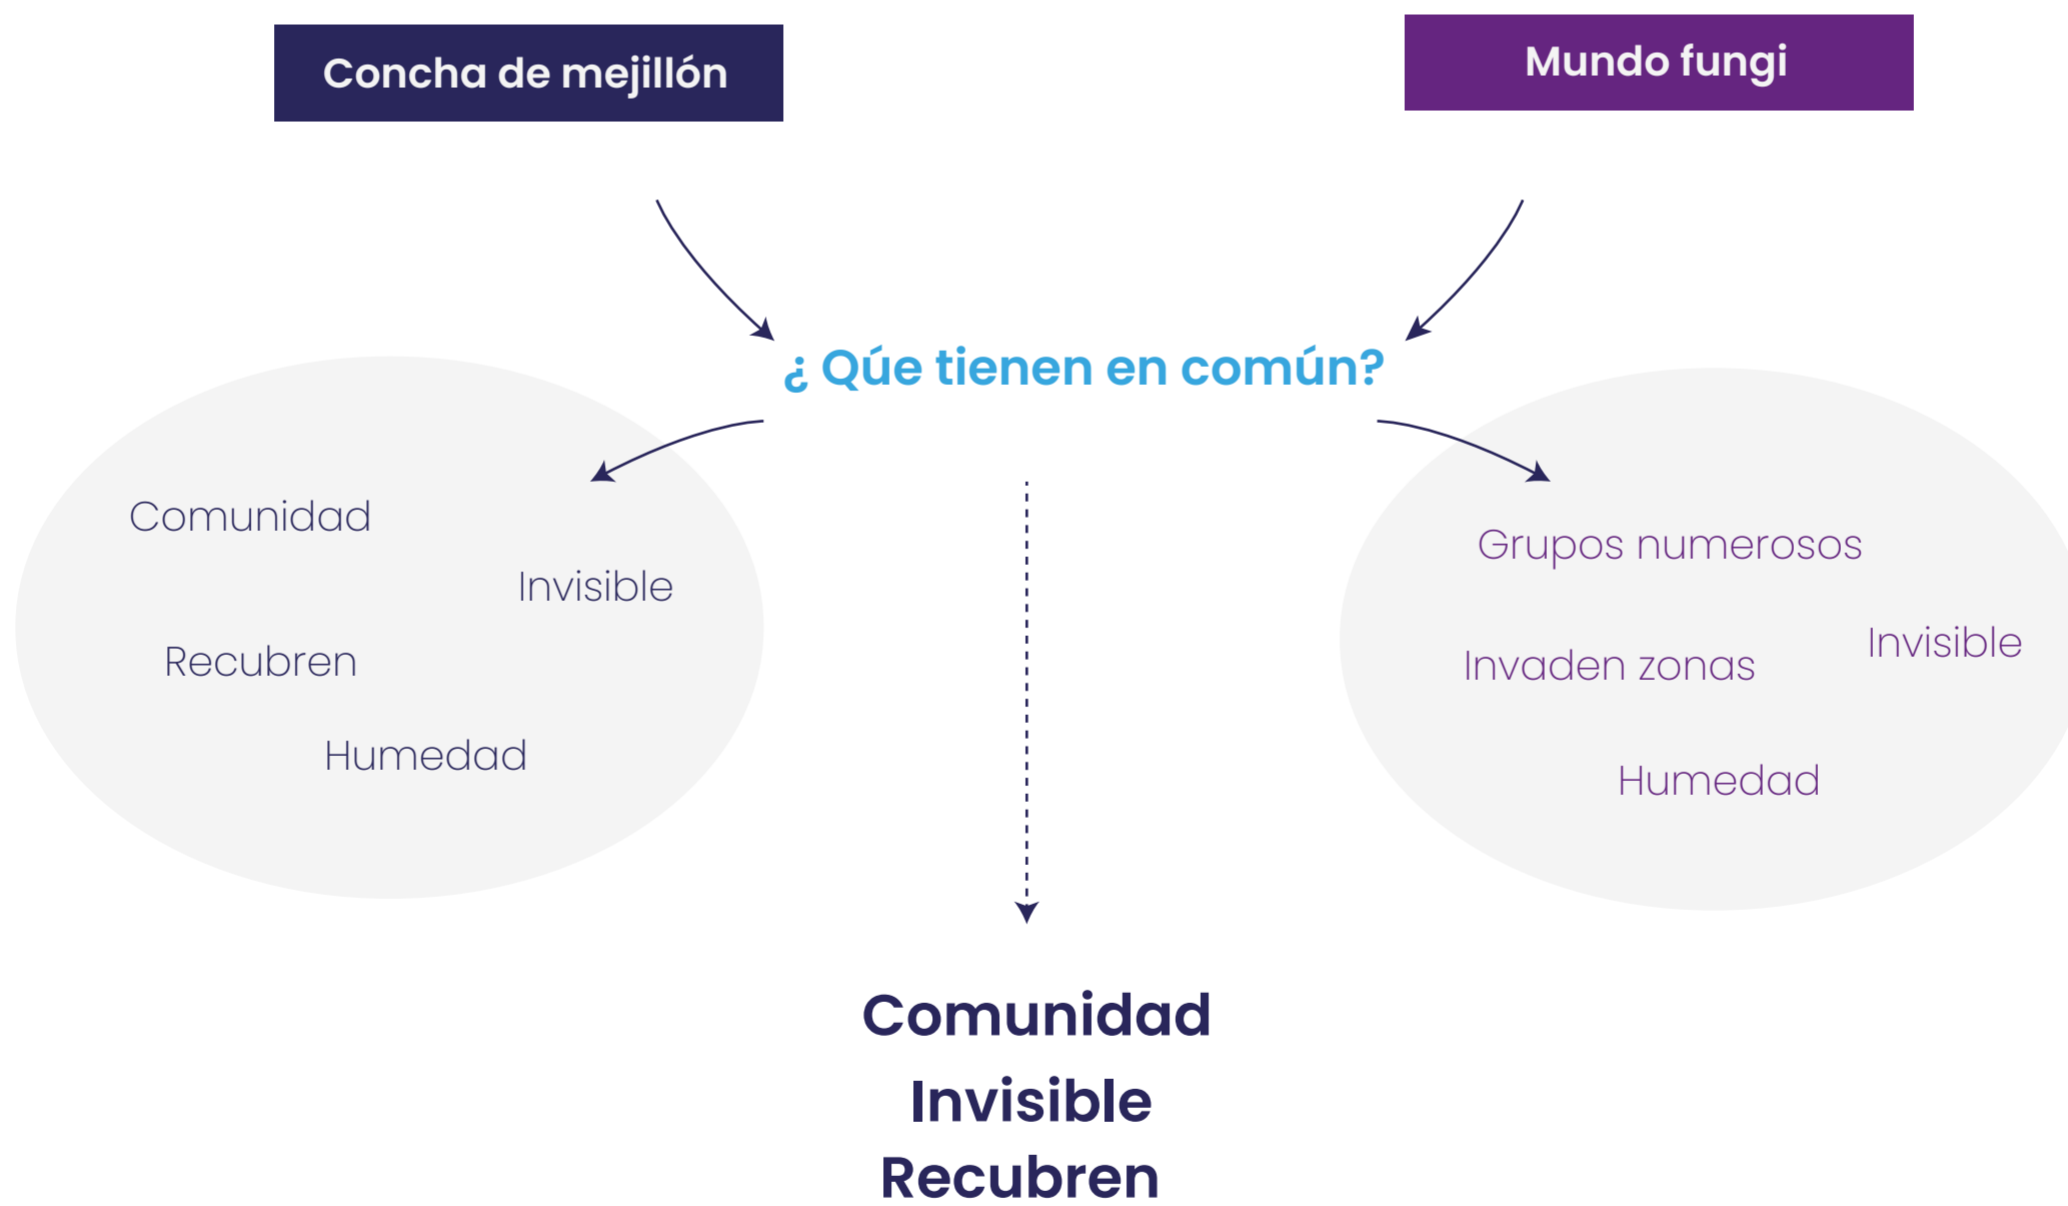 Concha de mejillón
Mundo fungi
¿ Qúe tienen en común?
Comunidad
Invisible
Recubren
Humedad
Grupos numerosos
Invisible
Invaden zonas
Humedad
Comunidad
Invisible
Recubren